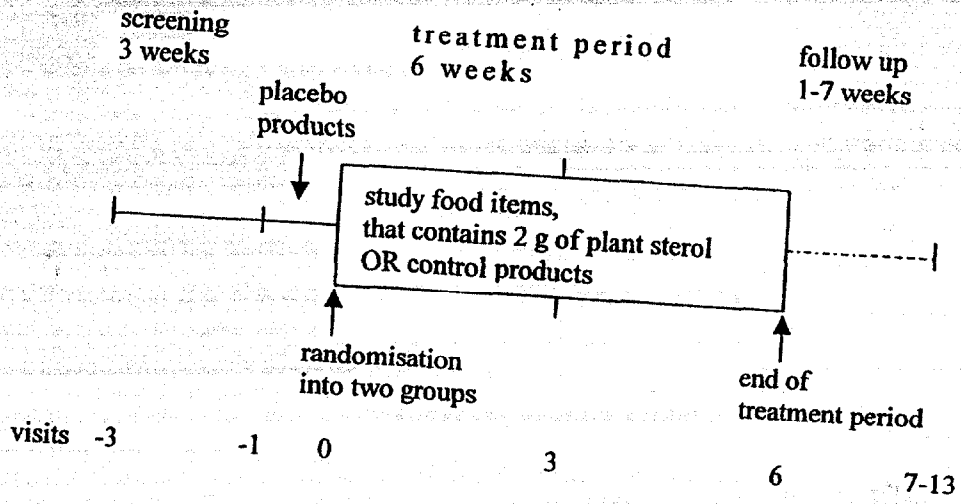 screening
3 weeks
treatment period
6 weeks
follow up
1-7 weeks
placebo
products
study food items,
that contains 2 g of plant sterol
OR control products
randomisation
into two groups
end of
treatment period
visits -3 -1 0 3 6 7-13